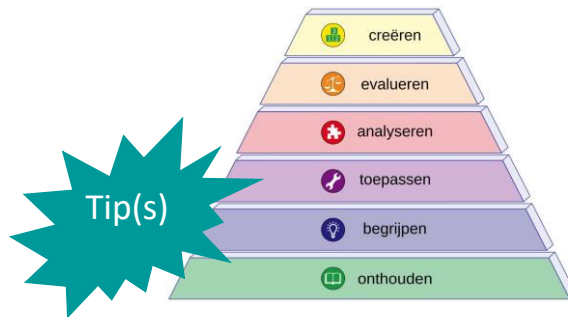 creëren
evalueren
analyseren
toepassen
Tip(s)
begrijpen
onthouden